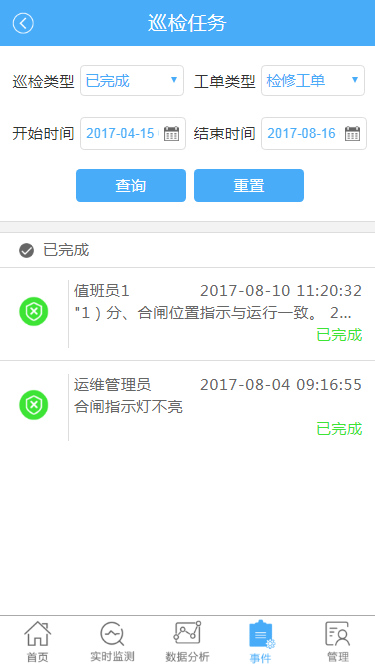 巡检任务
巡检类型 已完成 工单类型 检修工单
开始时间 2017-04-15 结束时间 2017-08-16
查询 重置
已完成
值班员1 2017-08-10 11:20:32
"1）分、合闸位置指示与运行一致。 2...
已完成
运维管理员 2017-08-04 09:16:55
合闸指示灯不亮
已完成
首页 实时监测 数据分析 事件 管理